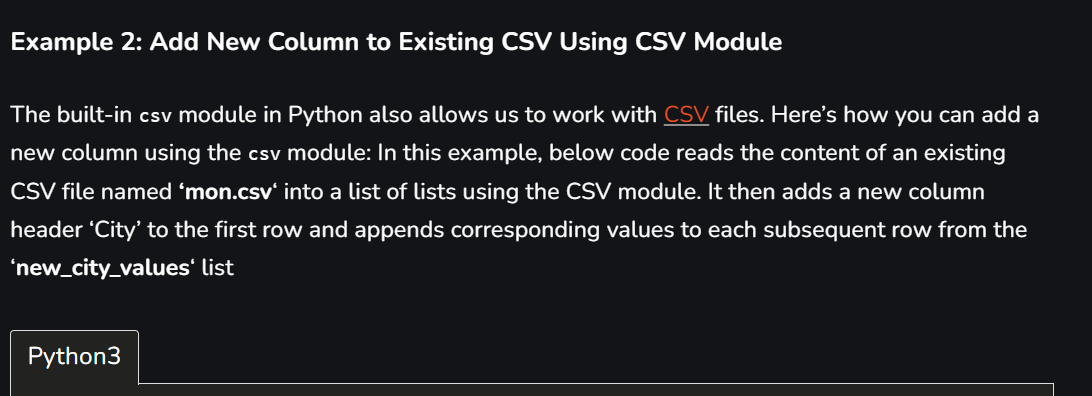 Example 2: Add New Column to Existing CSV Using CSV Module
The built-in csv module in Python also allows us to work with CSV files. Here’s how you can add a
new column using the csv module: In this example, below code reads the content of an existing
CSV file named ‘mon.csv‘ into a list of lists using the CSV module. It then adds a new column
header ‘City’ to the first row and appends corresponding values to each subsequent row from the
‘new_city_values‘ list
Python3